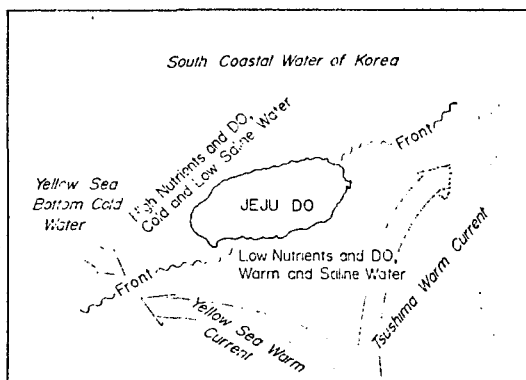 South Coastal Water of Korea
High Nutrients and DO,
Cold and Low Saline Water
Front
Yellow Sea
Bottom Cold
Water
JEJU DO
Low Nutrients and DO,
Warm and Saline Water
Front
Yellow Sea Warm
Current
Tsushima Warm Current